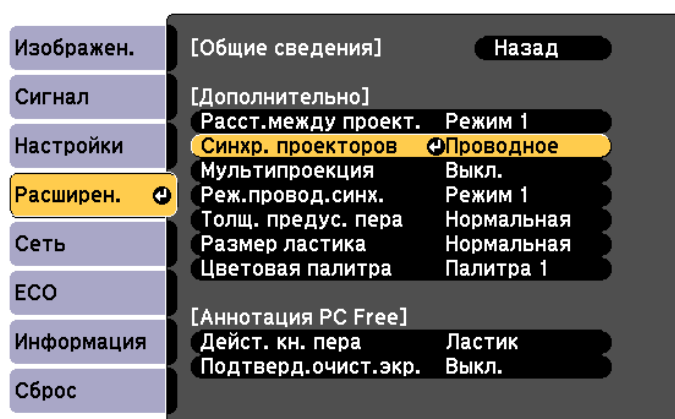 Изображен.
Сигнал
Настройки
Расширен.
Сеть
ECO
Информация
Сброс
[Общие сведения] Назад
[Дополнительно]
Расст.между проект. Режим 1
Синхр. проекторов Проводное
Мультипроекция Выкл.
Реж.провод.синх. Режим 1
Толщ. предус. пера Нормальная
Размер ластика Нормальная
Цветовая палитра Палитра 1
[Аннотация PC Free]
Дейст. кн. пера Ластик
Подтверд.очист.экр. Выкл.